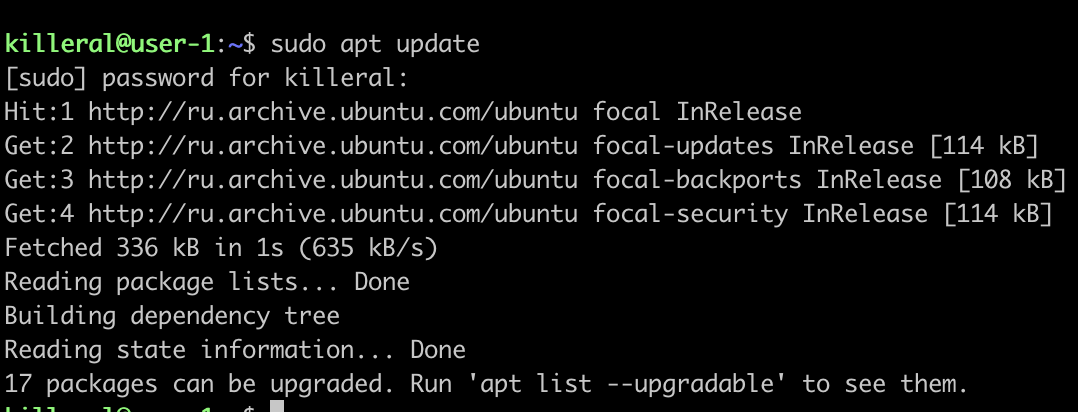 killeral@user-1:~$ sudo apt update
[sudo] password for killeral:
Hit:1 http://ru.archive.ubuntu.com/ubuntu focal InRelease
Get:2 http://ru.archive.ubuntu.com/ubuntu focal-updates InRelease [114 kB]
Get:3 http://ru.archive.ubuntu.com/ubuntu focal-backports InRelease [108 kB]
Get:4 http://ru.archive.ubuntu.com/ubuntu focal-security InRelease [114 kB]
Fetched 336 kB in 1s (635 kB/s)
Reading package lists... Done
Building dependency tree
Reading state information... Done
17 packages can be upgraded. Run 'apt list --upgradable' to see them.
killeral@user-1:~$